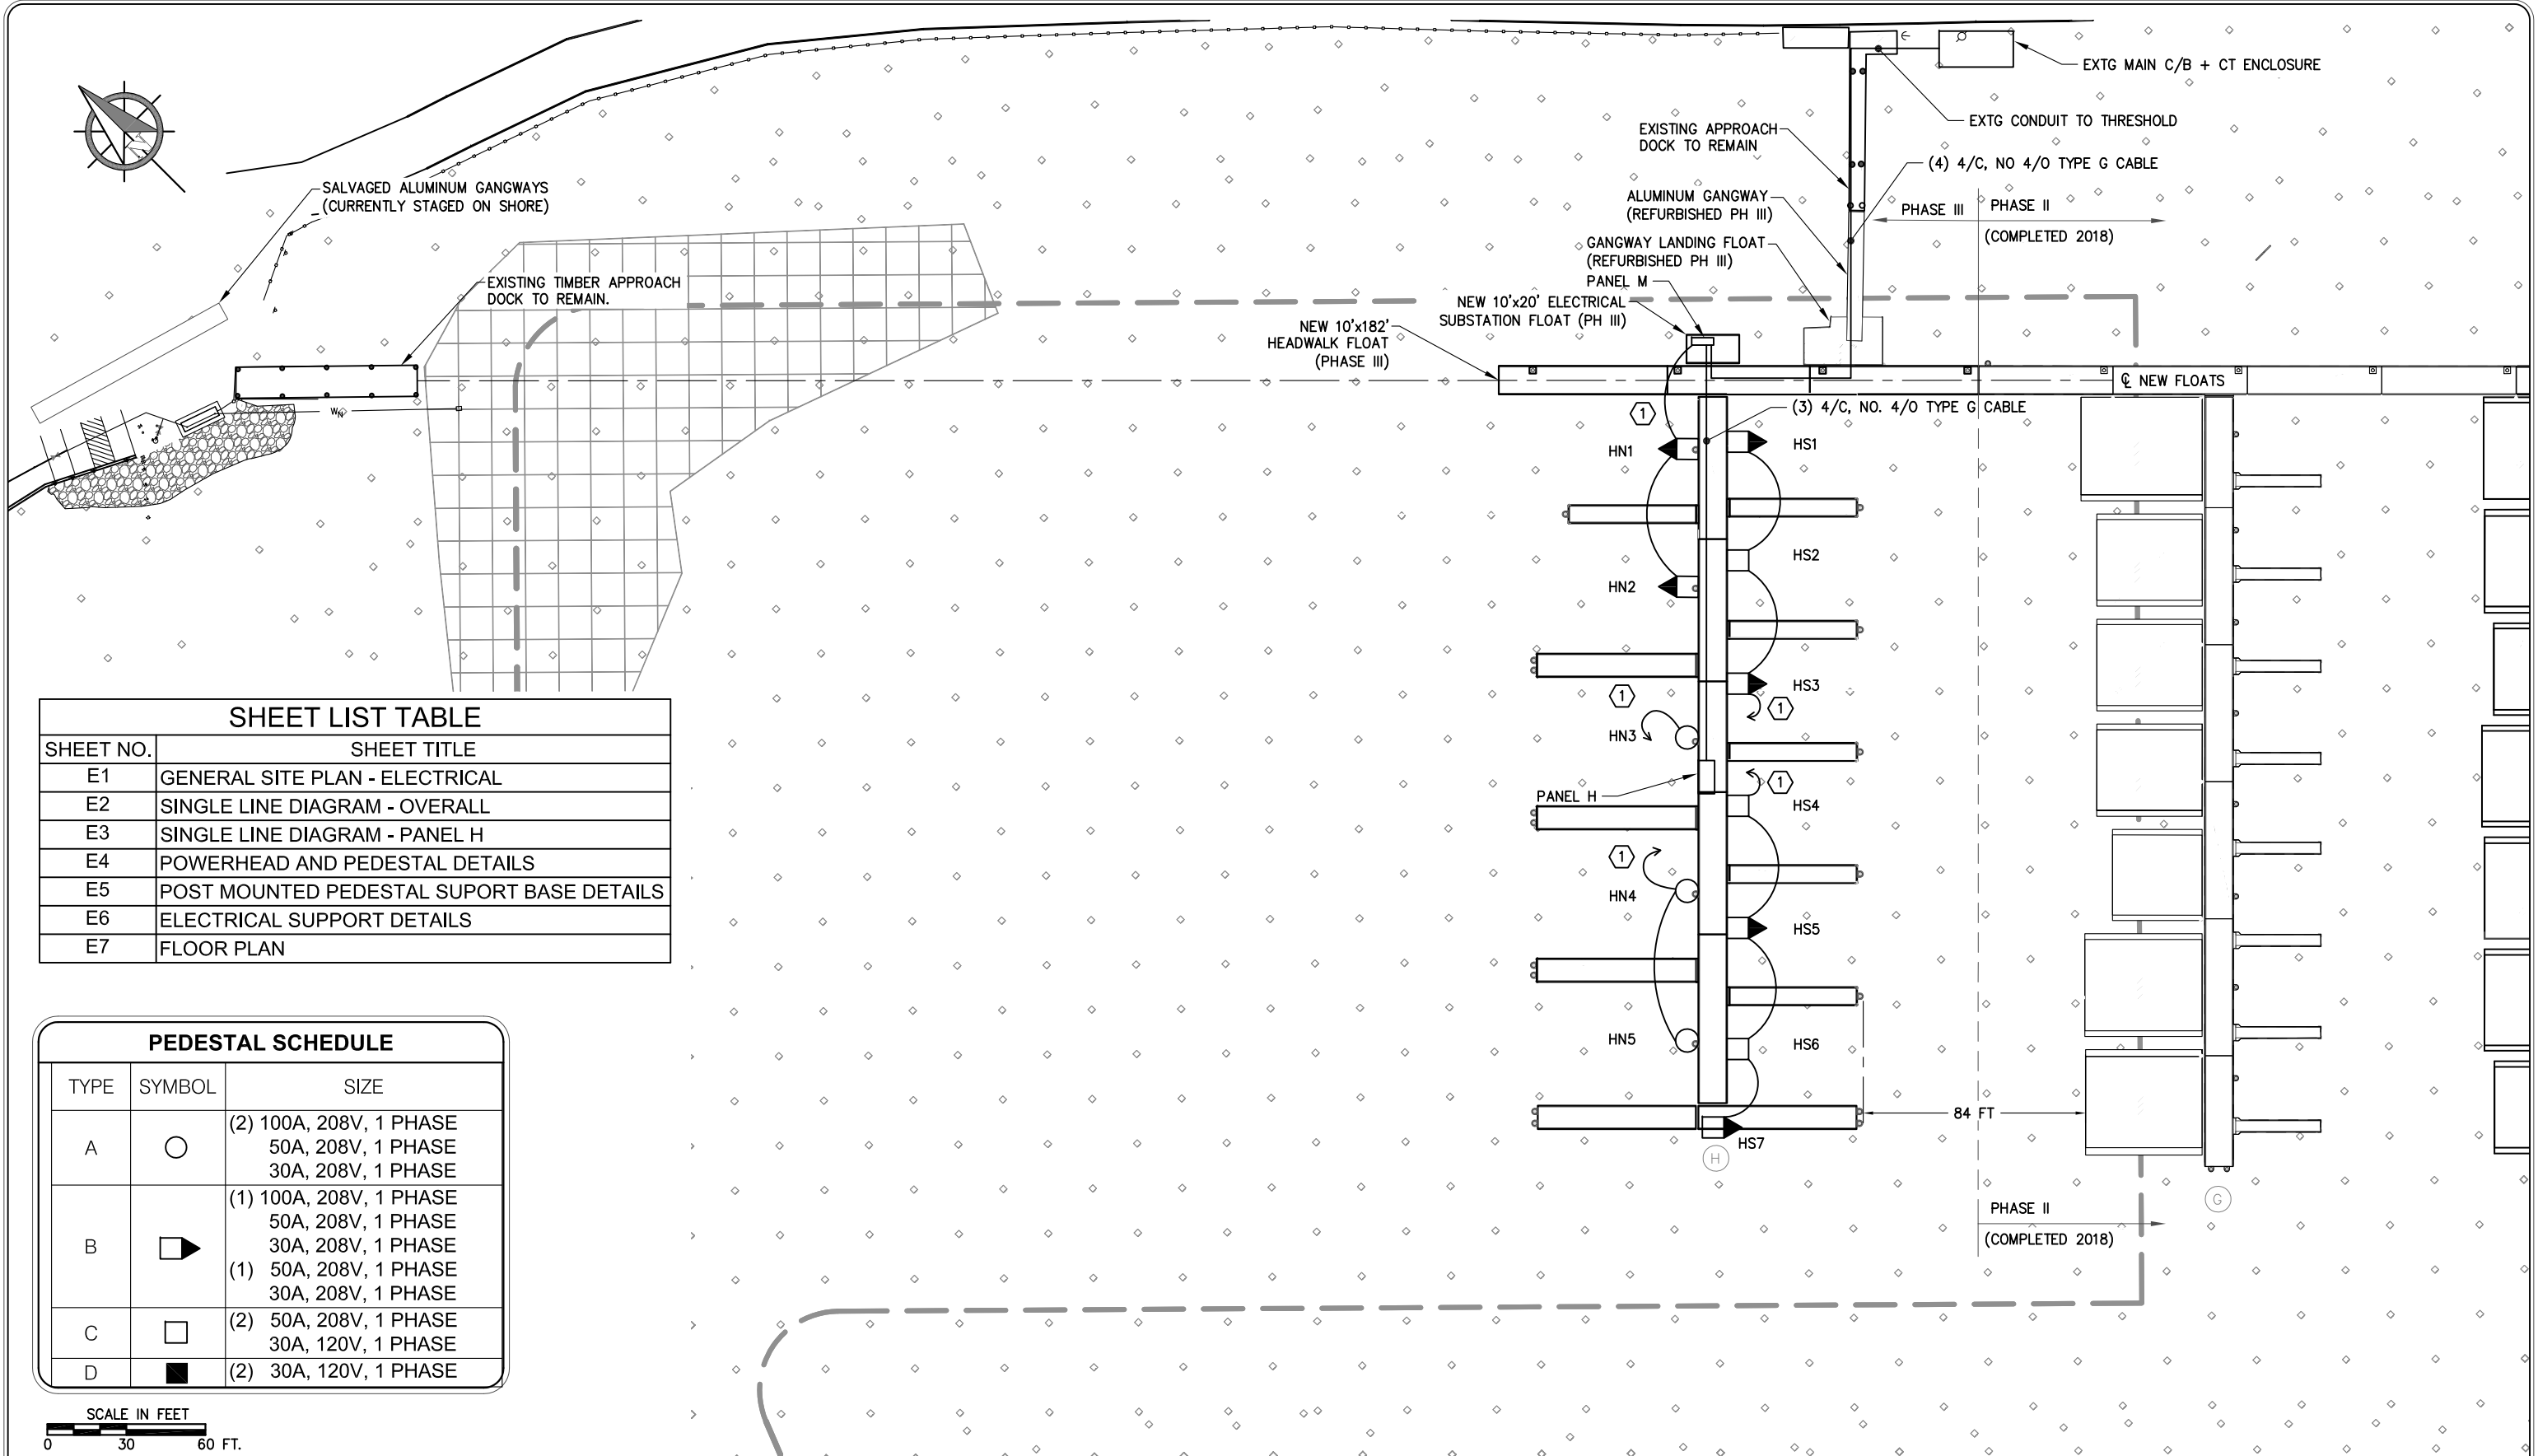 EXTG MAIN C/B + CT ENCLOSURE
EXTG CONDUIT TO THRESHOLD
EXISTING APPROACH
DOCK TO REMAIN
(4) 4/C, NO 4/O TYPE G CABLE
SALVAGED ALUMINUM GANGWAYS
(CURRENTLY STAGED ON SHORE)
ALUMINUM GANGWAY
(REFURBISHED PH III)
PHASE III
PHASE II
(COMPLETED 2018)
GANGWAY LANDING FLOAT
(REFURBISHED PH III)
PANEL M
EXISTING TIMBER APPROACH
DOCK TO REMAIN.
NEW 10'x20' ELECTRICAL
SUBSTATION FLOAT (PH III)
NEW 10'x182'
HEADWALK FLOAT
(PHASE III)
℄ NEW FLOATS
(3) 4/C, NO. 4/O TYPE G CABLE
1
HN1
HS1
HS2
HN2
HS3
1
1
HN3
1
PANEL H
HS4
1
HN4
HS5
HN5
HS6
84 FT
HS7
H
G
PHASE II
(COMPLETED 2018)
SHEET LIST TABLE
SHEET NO. SHEET TITLE
E1 GENERAL SITE PLAN - ELECTRICAL
E2 SINGLE LINE DIAGRAM - OVERALL
E3 SINGLE LINE DIAGRAM - PANEL H
E4 POWERHEAD AND PEDESTAL DETAILS
E5 POST MOUNTED PEDESTAL SUPORT BASE DETAILS
E6 ELECTRICAL SUPPORT DETAILS
E7 FLOOR PLAN
PEDESTAL SCHEDULE
TYPE SYMBOL SIZE
A (2) 100A, 208V, 1 PHASE
50A, 208V, 1 PHASE
30A, 208V, 1 PHASE
B (1) 100A, 208V, 1 PHASE
50A, 208V, 1 PHASE
30A, 208V, 1 PHASE
(1) 50A, 208V, 1 PHASE
30A, 208V, 1 PHASE
C (2) 50A, 208V, 1 PHASE
30A, 120V, 1 PHASE
D (2) 30A, 120V, 1 PHASE
SCALE IN FEET
0 30 60 FT.